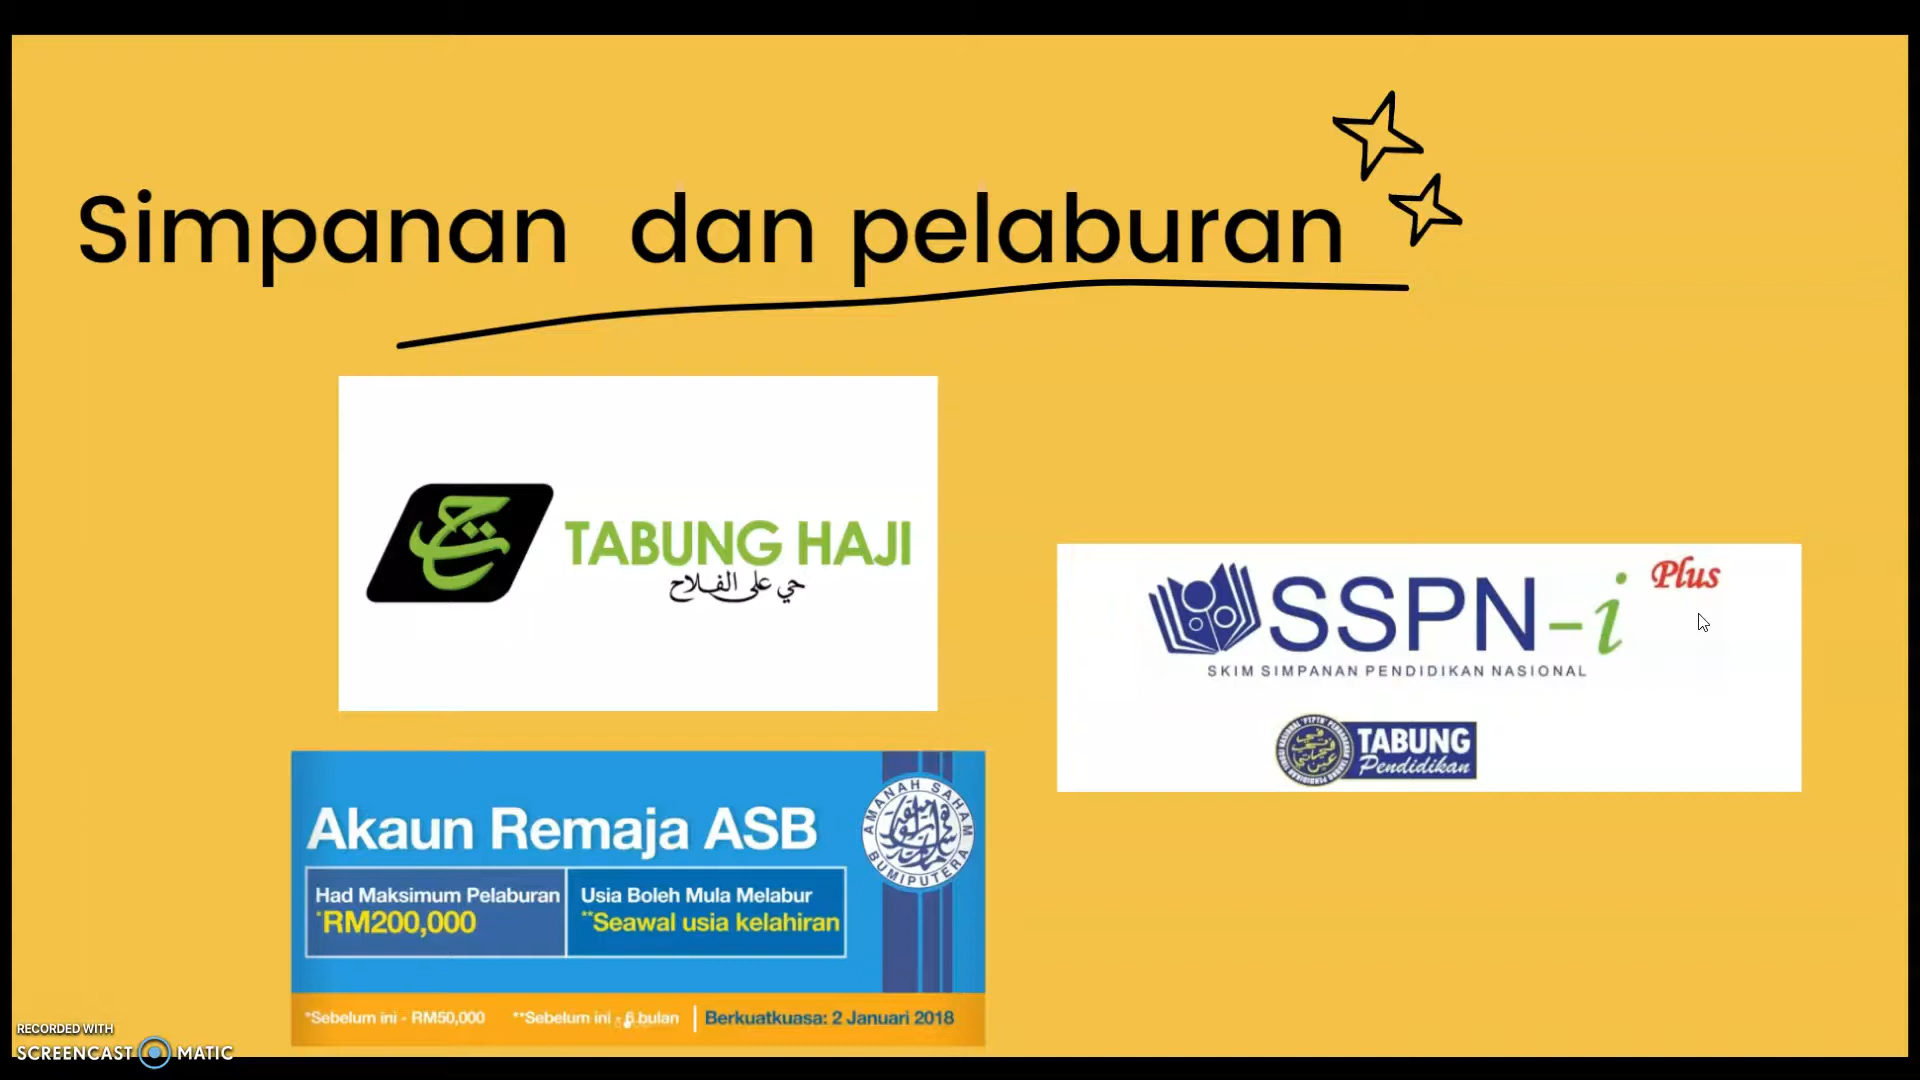 Simpanan dan pelaburan
TABUNG HAJI
حي على الفلاح
SSPN-i Plus
SKIM SIMPANAN PENDIDIKAN NASIONAL
TABUNG
Pendidikan
Akaun Remaja ASB
AMANAH SAHAM
BUMIPUTERA
Had Maksimum Pelaburan
*RM200,000
Usia Boleh Mula Melabur
**Seawal usia kelahiran
*Sebelum ini - RM50,000 **Sebelum ini - 6 bulan Berkuatkuasa: 2 Januari 2018
RECORDED WITH
SCREENCAST MATIC